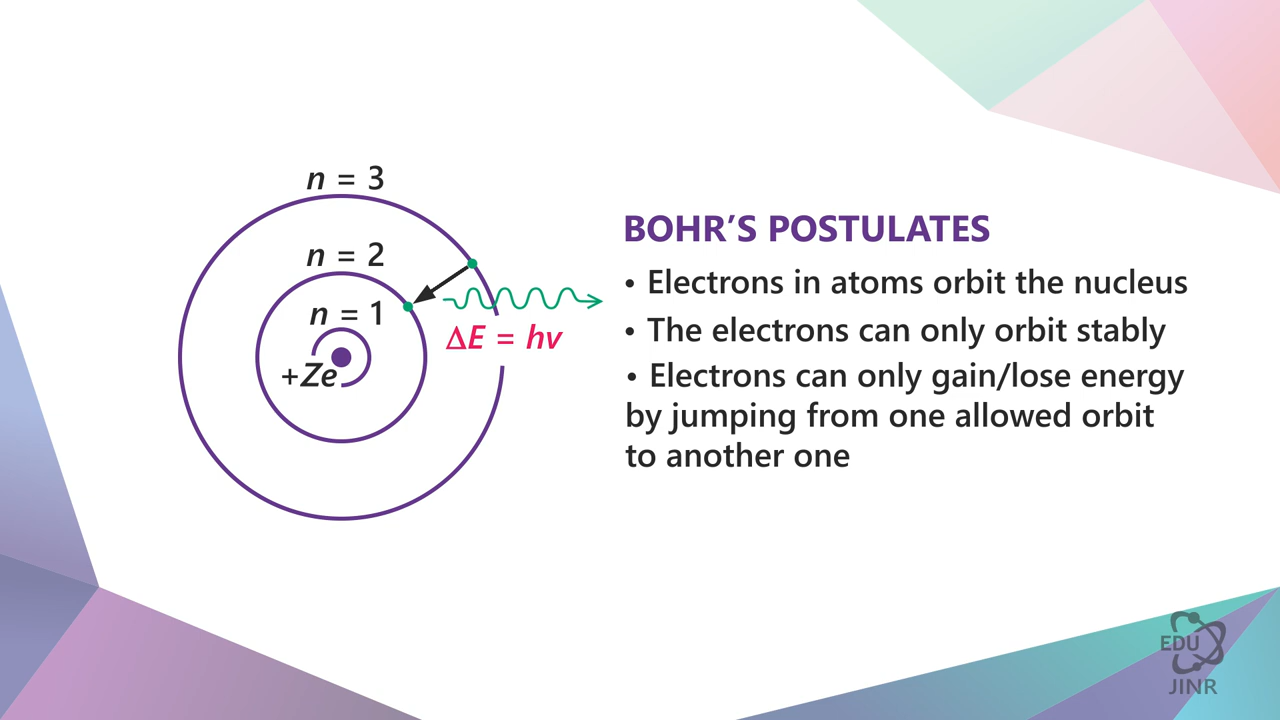 n = 3
n = 2
n = 1
+Ze
ΔE = hv
BOHR’S POSTULATES
• Electrons in atoms orbit the nucleus
• The electrons can only orbit stably
• Electrons can only gain/lose energy
by jumping from one allowed orbit
to another one
EDU
JINR